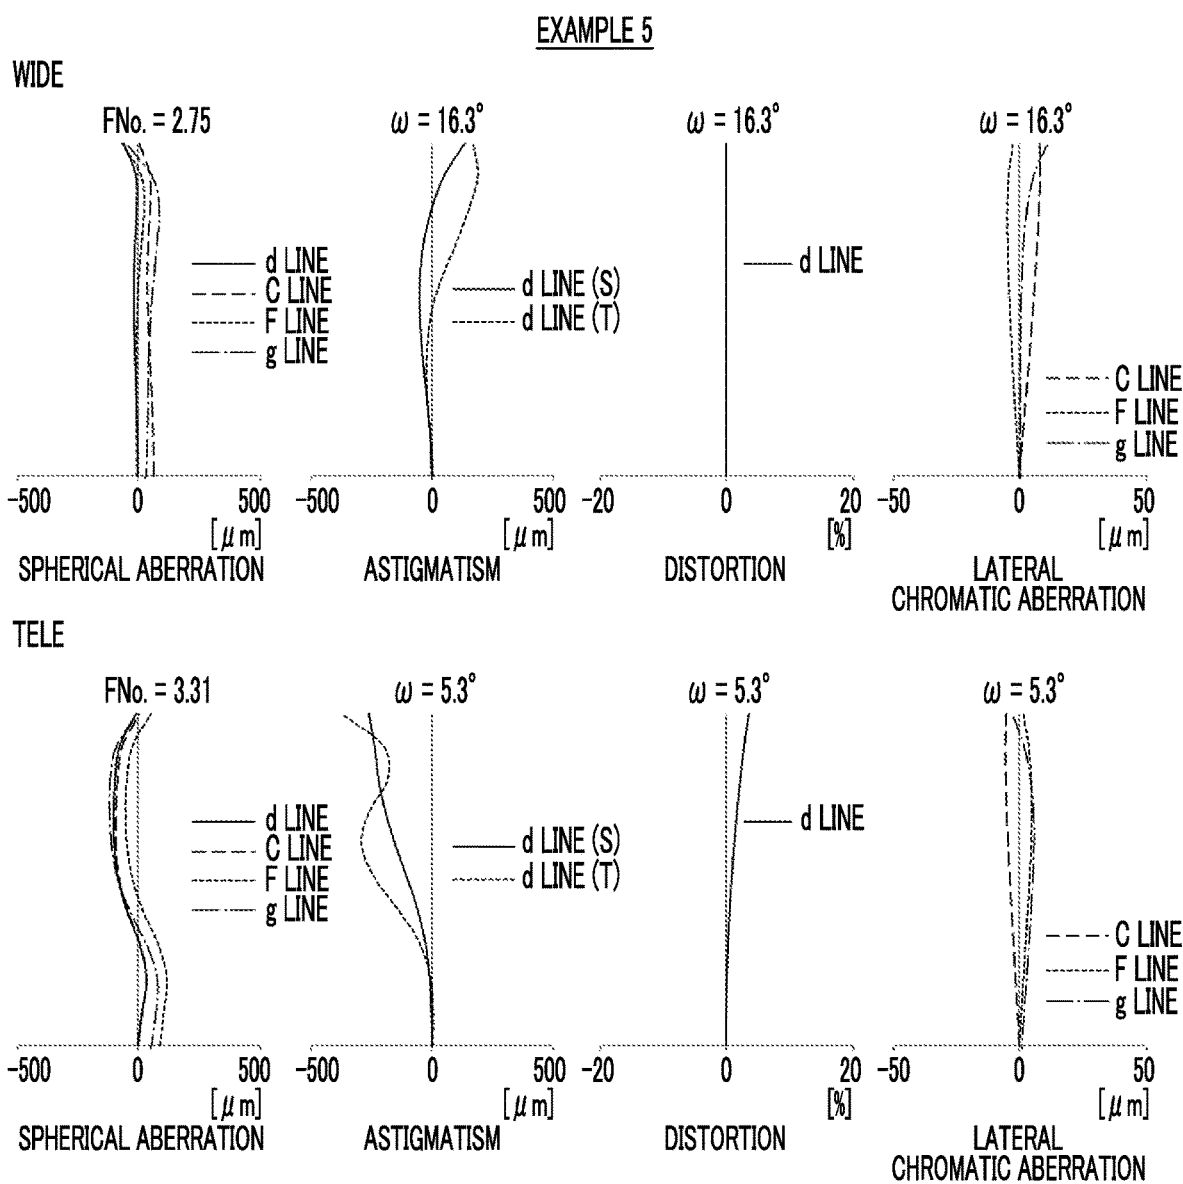 EXAMPLE 5
WIDE
FNo. = 2.75
ω = 16.3°
ω = 16.3°
ω = 16.3°
d LINE
C LINE
F LINE
g LINE
d LINE (S)
d LINE (T)
d LINE
C LINE
F LINE
g LINE
-500 0 500
[μm]
SPHERICAL ABERRATION
-500 0 500
[μm]
ASTIGMATISM
-20 0 20
[%]
DISTORTION
-50 0 50
[μm]
LATERAL
CHROMATIC ABERRATION
TELE
FNo. = 3.31
ω = 5.3°
ω = 5.3°
ω = 5.3°
d LINE
C LINE
F LINE
g LINE
d LINE (S)
d LINE (T)
d LINE
C LINE
F LINE
g LINE
-500 0 500
[μm]
SPHERICAL ABERRATION
-500 0 500
[μm]
ASTIGMATISM
-20 0 20
[%]
DISTORTION
-50 0 50
[μm]
LATERAL
CHROMATIC ABERRATION